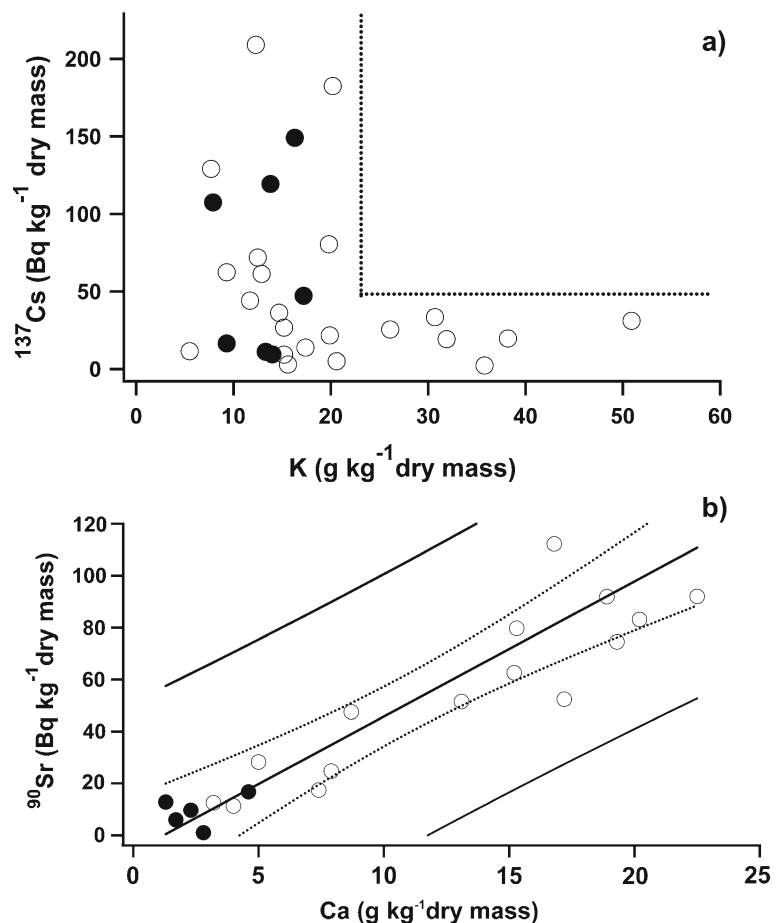 a)
200
150
100
50
0
¹³⁷Cs (Bq kg⁻¹ dry mass)
0 10 20 30 40 50 60
K (g kg⁻¹dry mass)
b)
120
100
80
60
40
20
0
⁹⁰Sr (Bq kg⁻¹dry mass)
0 5 10 15 20 25
Ca (g kg⁻¹dry mass)